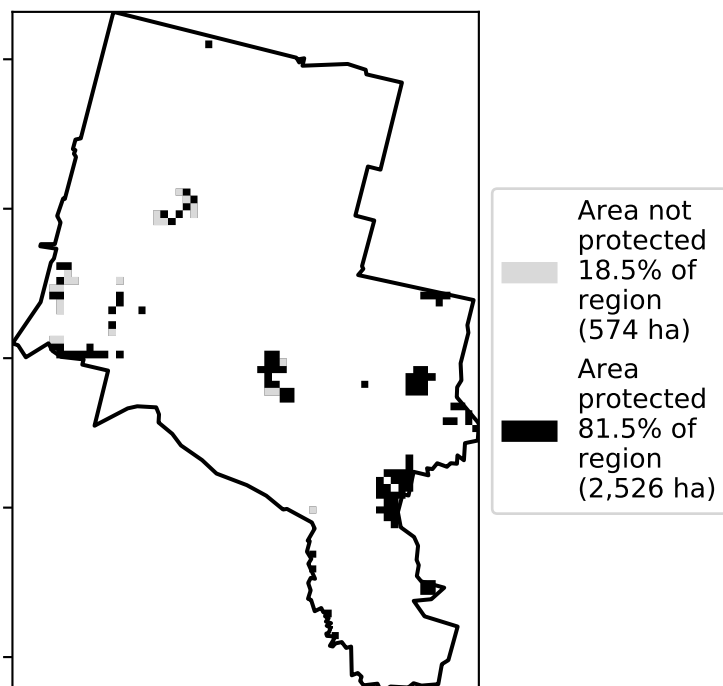 Area not
protected
18.5% of
region
(574 ha)
Area
protected
81.5% of
region
(2,526 ha)